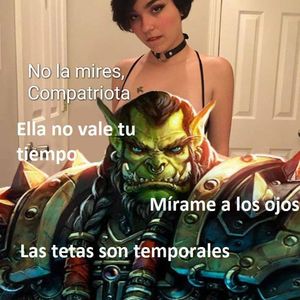 No la mires,
Compatriota
Ella no vale tu
tiempo
Mírame a los ojos
Las tetas son temporales